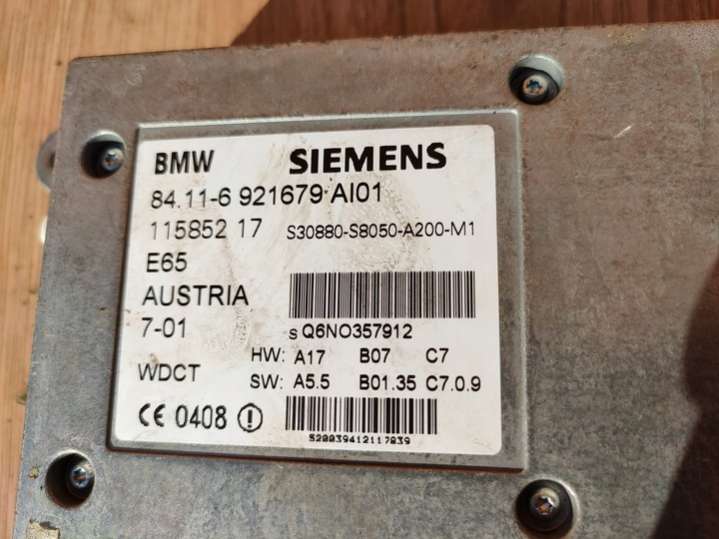 BMW SIEMENS
84.11-6 921679 AI01
115852 17 S30880-S8050-A200-M1
E65
AUSTRIA
7-01 S Q6NO357912
HW: A17 B07 C7
WDCT SW: A5.5 B01.35 C7.0.9
CE 0408
520039412117039